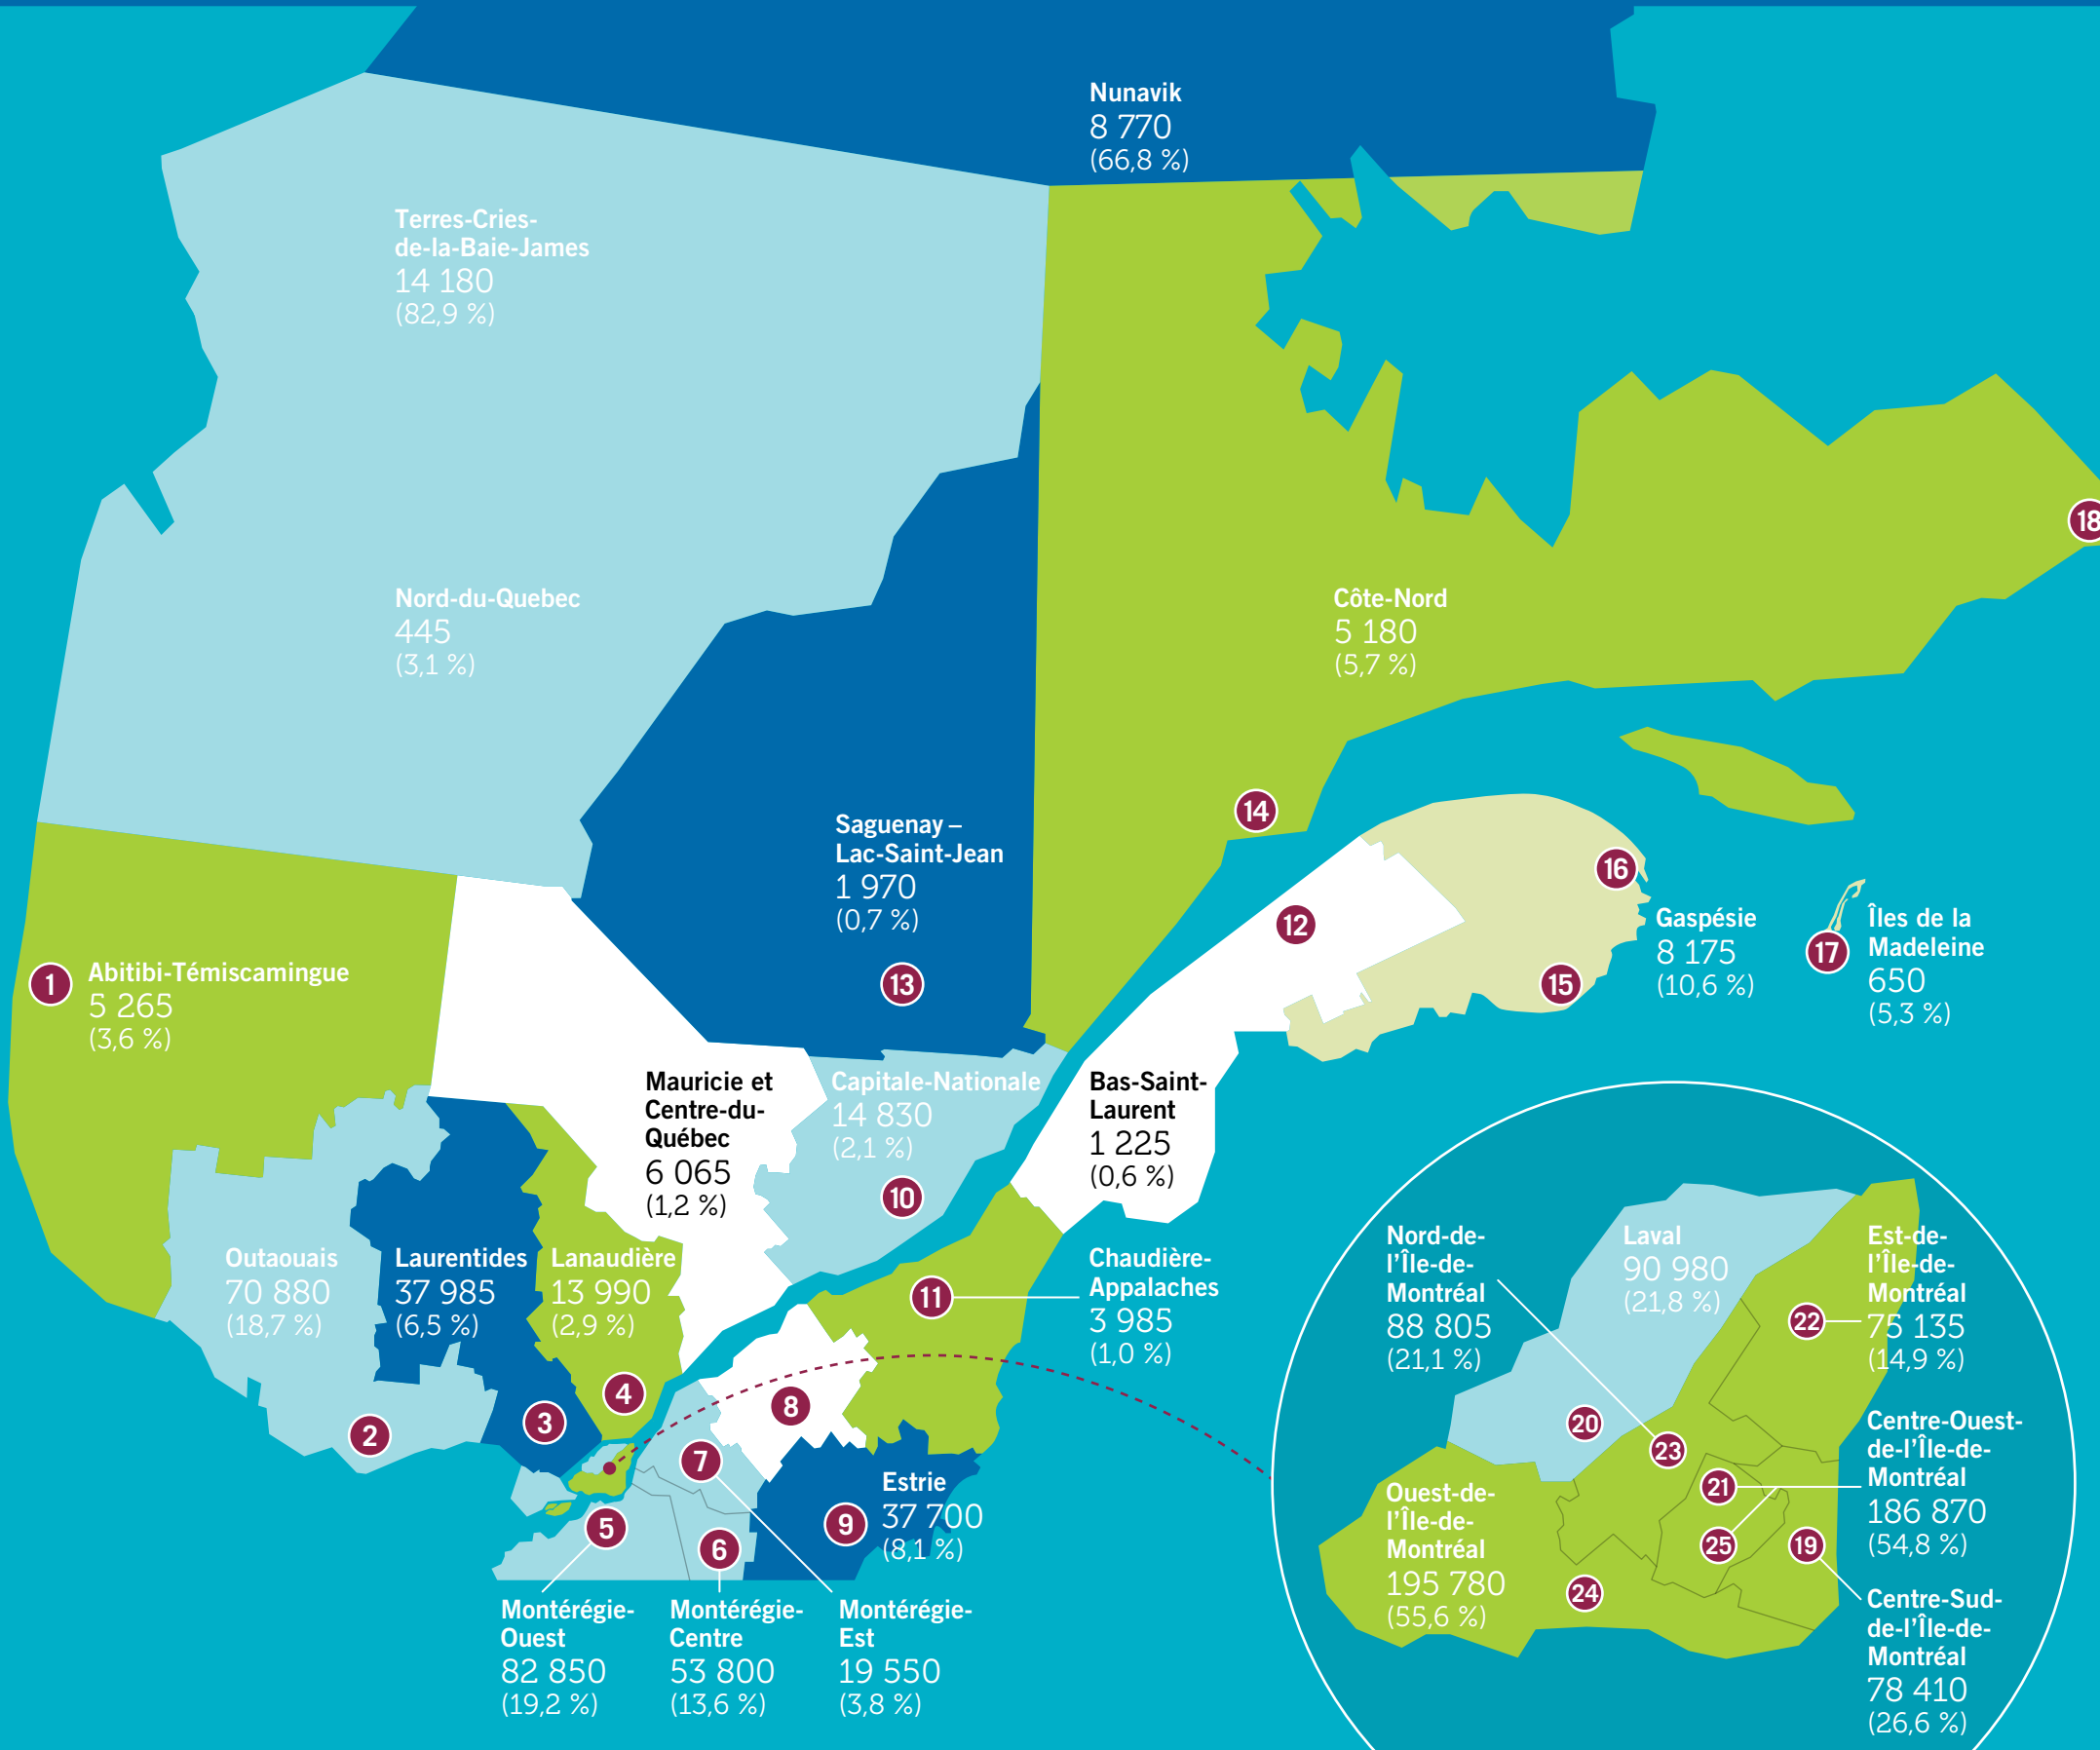 Nunavik
8 770
(66,8 %)
Terres-Cries-
de-la-Baie-James
14 180
(82,9 %)
Nord-du-Quebec
445
(3,1 %)
Côte-Nord
5 180
(5,7 %)
18
14
Saguenay –
Lac-Saint-Jean
1 970
(0,7 %)
13
12
16
15
Gaspésie
8 175
(10,6 %)
17
Îles de la
Madeleine
650
(5,3 %)
1
Abitibi-Témiscamingue
5 265
(3,6 %)
Mauricie et
Centre-du-
Québec
6 065
(1,2 %)
Capitale-Nationale
14 830
(2,1 %)
10
Bas-Saint-
Laurent
1 225
(0,6 %)
Outaouais
70 880
(18,7 %)
2
Laurentides
37 985
(6,5 %)
3
Lanaudière
13 990
(2,9 %)
4
11
Chaudière-
Appalaches
3 985
(1,0 %)
8
7
5
6
9
Estrie
37 700
(8,1 %)
Montérégie-
Ouest
82 850
(19,2 %)
Montérégie-
Centre
53 800
(13,6 %)
Montérégie-
Est
19 550
(3,8 %)
Nord-de-
l'Île-de-
Montréal
88 805
(21,1 %)
Laval
90 980
(21,8 %)
Est-de-
l'Île-de-
Montréal
75 135
(14,9 %)
22
20
23
21
25
19
24
Centre-Ouest-
de-l'Île-de-
Montréal
186 870
(54,8 %)
Ouest-de-
l'Île-de-
Montréal
195 780
(55,6 %)
Centre-Sud-
de-l'Île-de-
Montréal
78 410
(26,6 %)